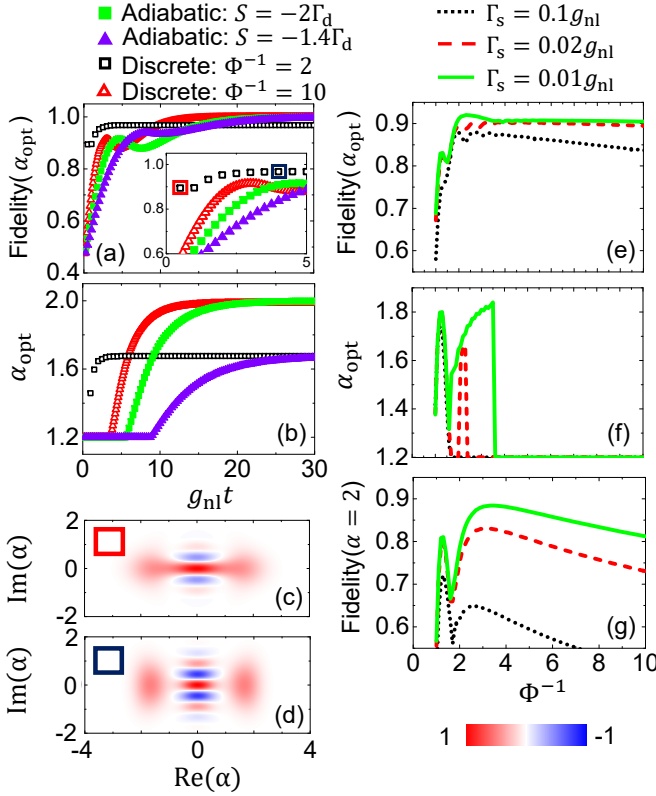 Adiabatic: S = −2Γd
Adiabatic: S = −1.4Γd
Discrete: Φ⁻¹ = 2
Discrete: Φ⁻¹ = 10
Γs = 0.1gnl
Γs = 0.02gnl
Γs = 0.01gnl
Fidelity(αopt)
1.0
0.8
0.6
0.4
(a)
1.0
0.9
0.6
0
5
αopt
2.0
1.6
1.2
(b)
0
10
20
30
gnlt
Im(α)
2
0
-2
(c)
Im(α)
2
0
-2
(d)
-4
0
4
Re(α)
Fidelity(αopt)
0.9
0.8
0.7
0.6
(e)
αopt
1.8
1.6
1.4
1.2
(f)
Fidelity(α = 2)
0.9
0.8
0.7
0.6
(g)
0
2
4
6
8
10
Φ⁻¹
1
-1